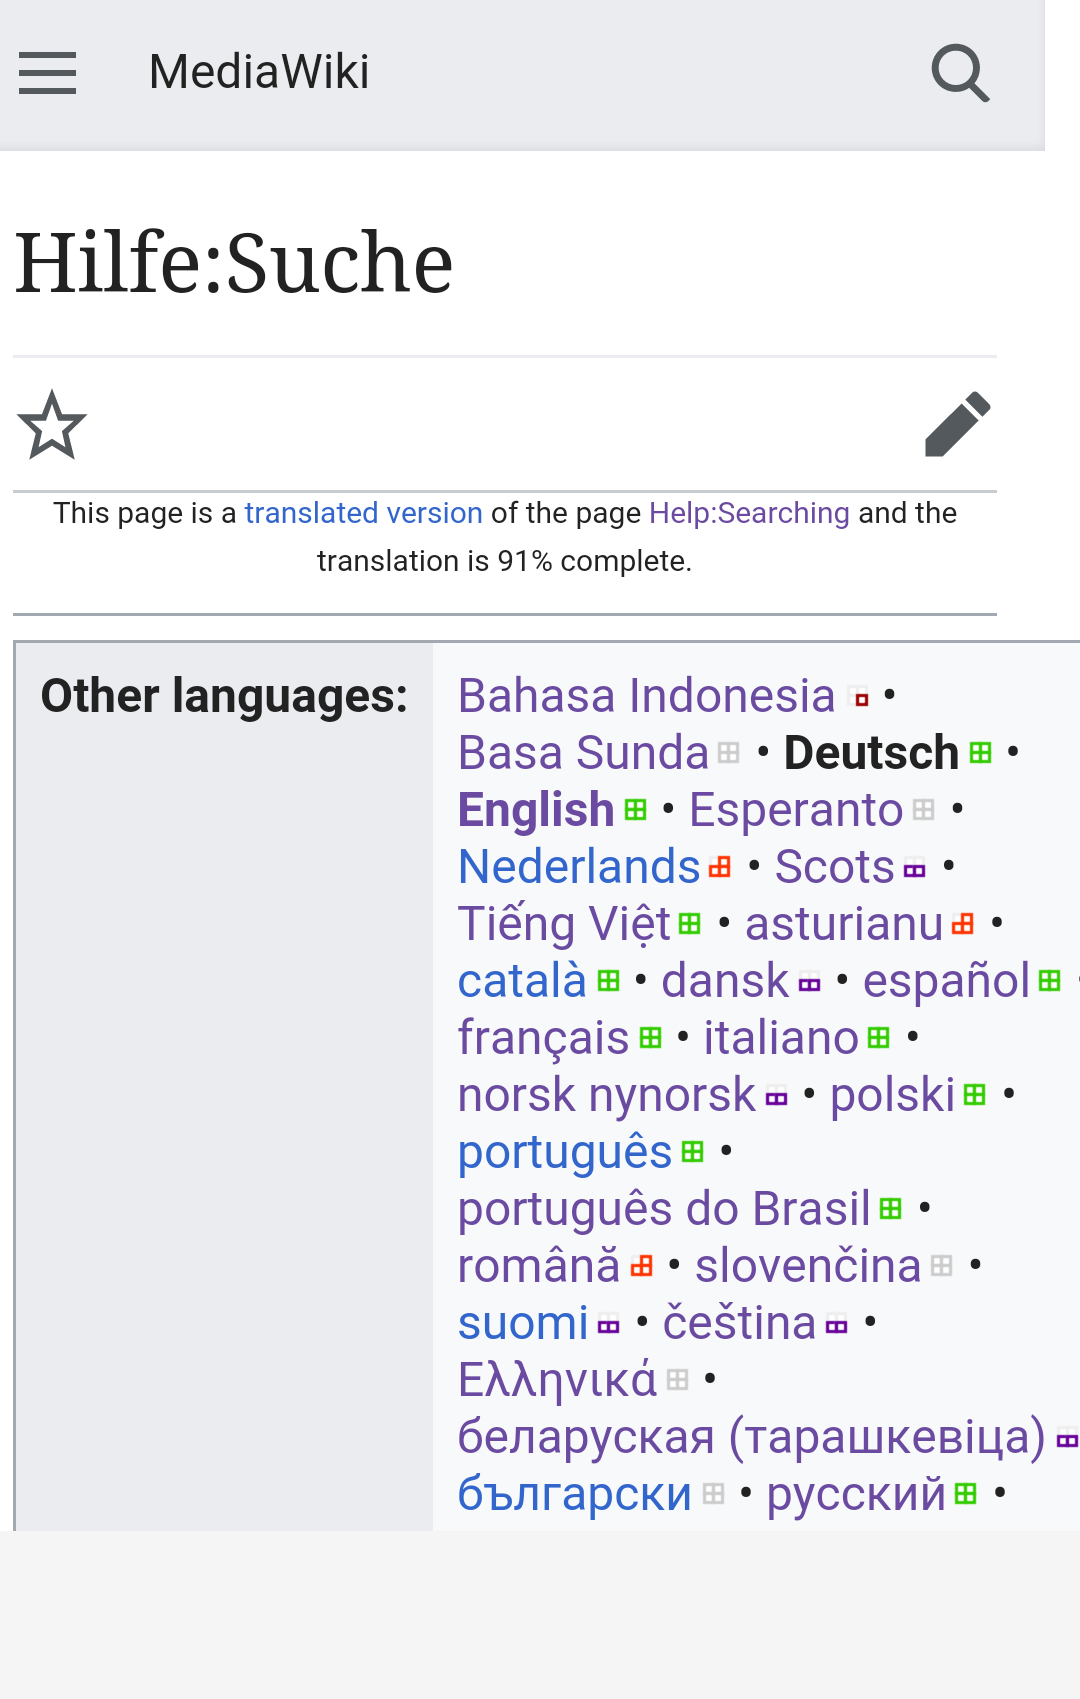 MediaWiki
Hilfe:Suche
This page is a translated version of the page Help:Searching and the
translation is 91% complete.
Other languages:
Bahasa Indonesia •
Basa Sunda • Deutsch •
English • Esperanto •
Nederlands • Scots •
Tiếng Việt • asturianu •
català • dansk • español •
français • italiano •
norsk nynorsk • polski •
português •
português do Brasil •
română • slovenčina •
suomi • čeština •
Ελληνικά •
беларуская (тарашкевіца)
български • русский •